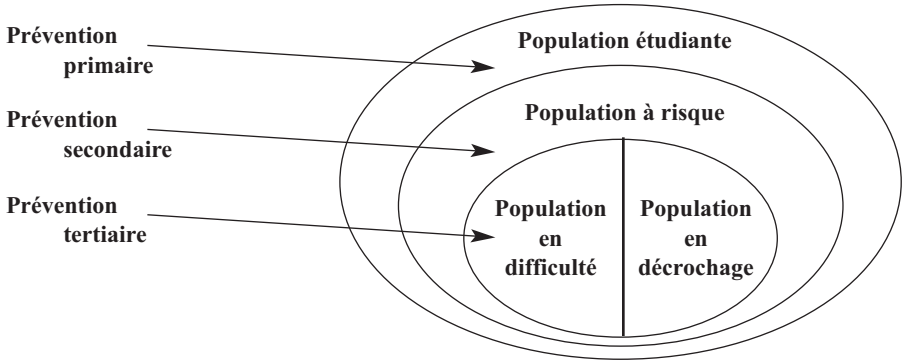 Prévention
primaire
Population étudiante
Prévention
secondaire
Population à risque
Prévention
tertiaire
Population
en
difficulté
Population
en
décrochage